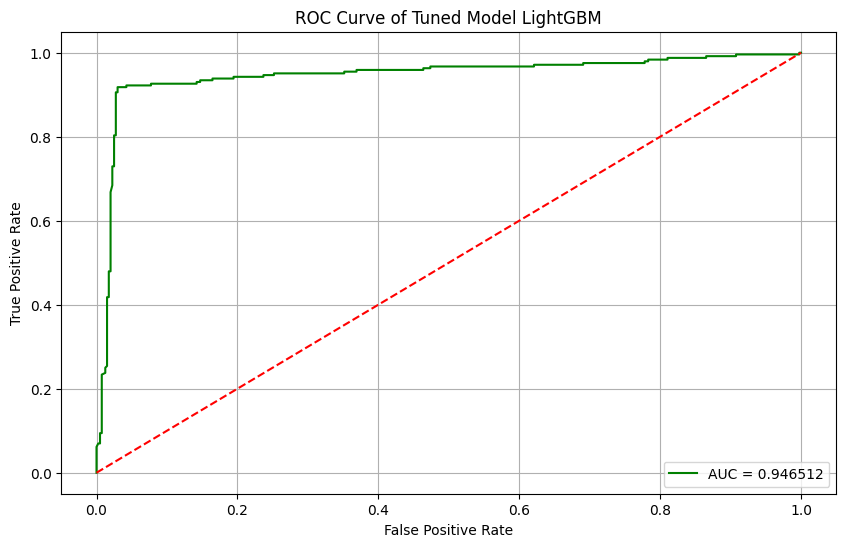 ROC Curve of Tuned Model LightGBM
True Positive Rate
1.0
0.8
0.6
0.4
0.2
0.0
0.0 0.2 0.4 0.6 0.8 1.0
False Positive Rate
AUC = 0.946512